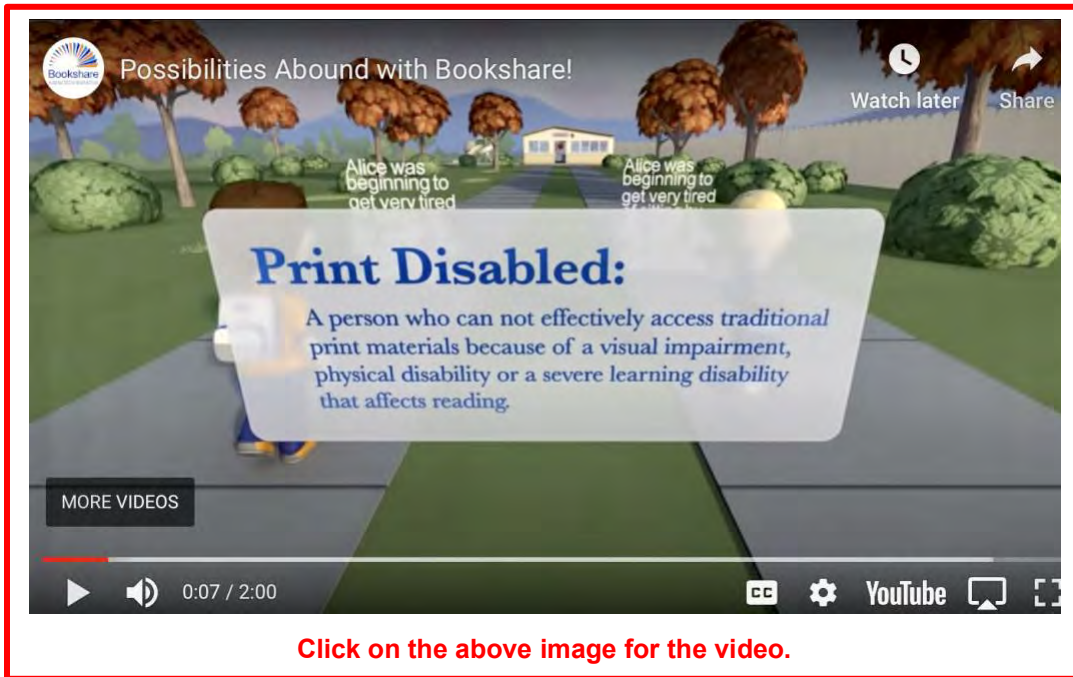 Bookshare
Possibilities Abound with Bookshare!
Watch later
Share
Alice was
beginning to
get very tired
Alice was
beginning to
get very tired
Print Disabled:
A person who can not effectively access traditional
print materials because of a visual impairment,
physical disability or a severe learning disability
that affects reading.
MORE VIDEOS
0:07 / 2:00
CC
YouTube
Click on the above image for the video.